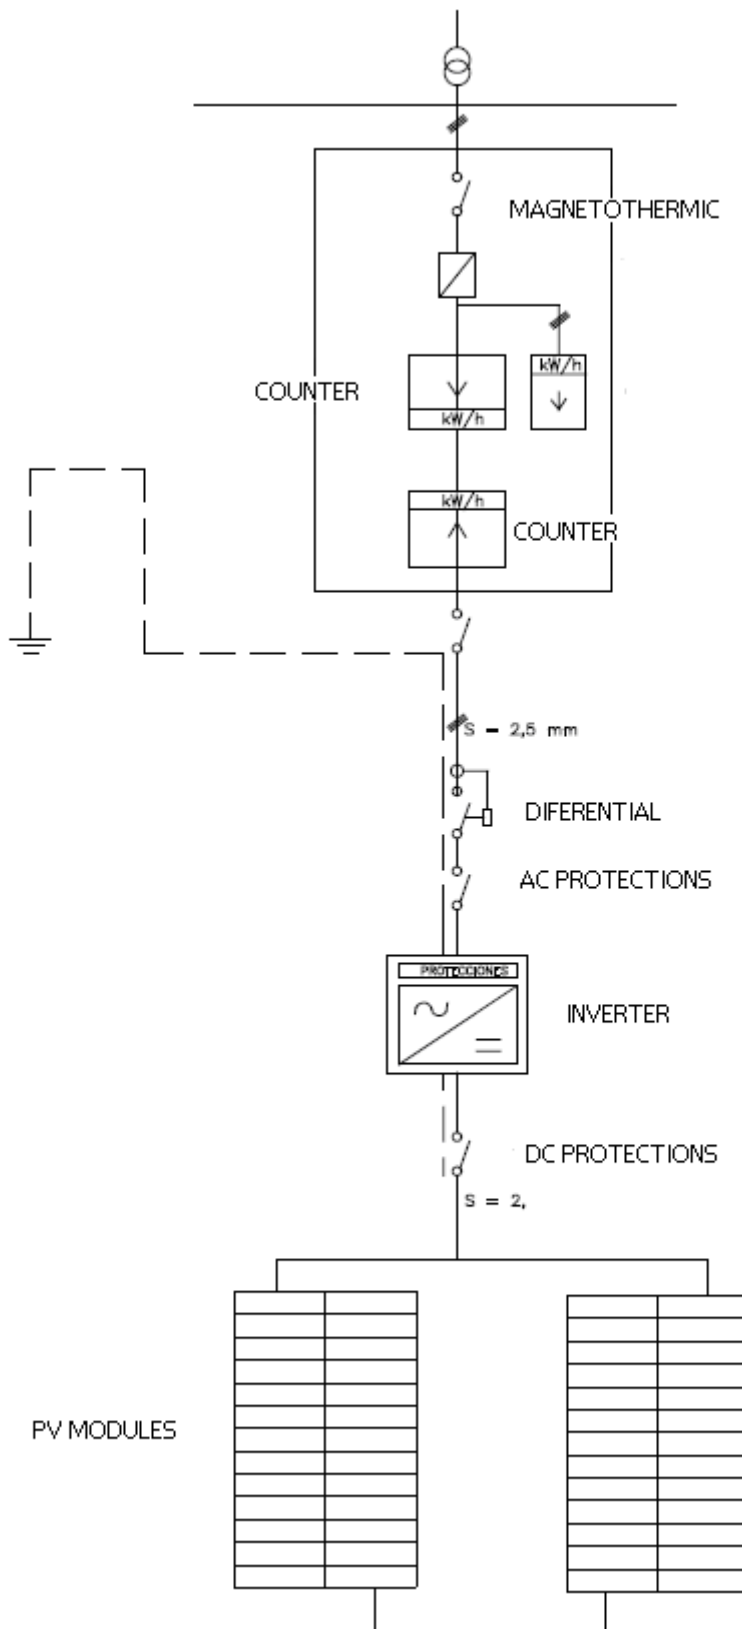 MAGNETOTHERMIC
kW/h
COUNTER
kW/h
kW/h
COUNTER
S = 2,5 mm
DIFERENTIAL
AC PROTECTIONS
PROTECCIONES
INVERTER
DC PROTECTIONS
S = 2,
PV MODULES